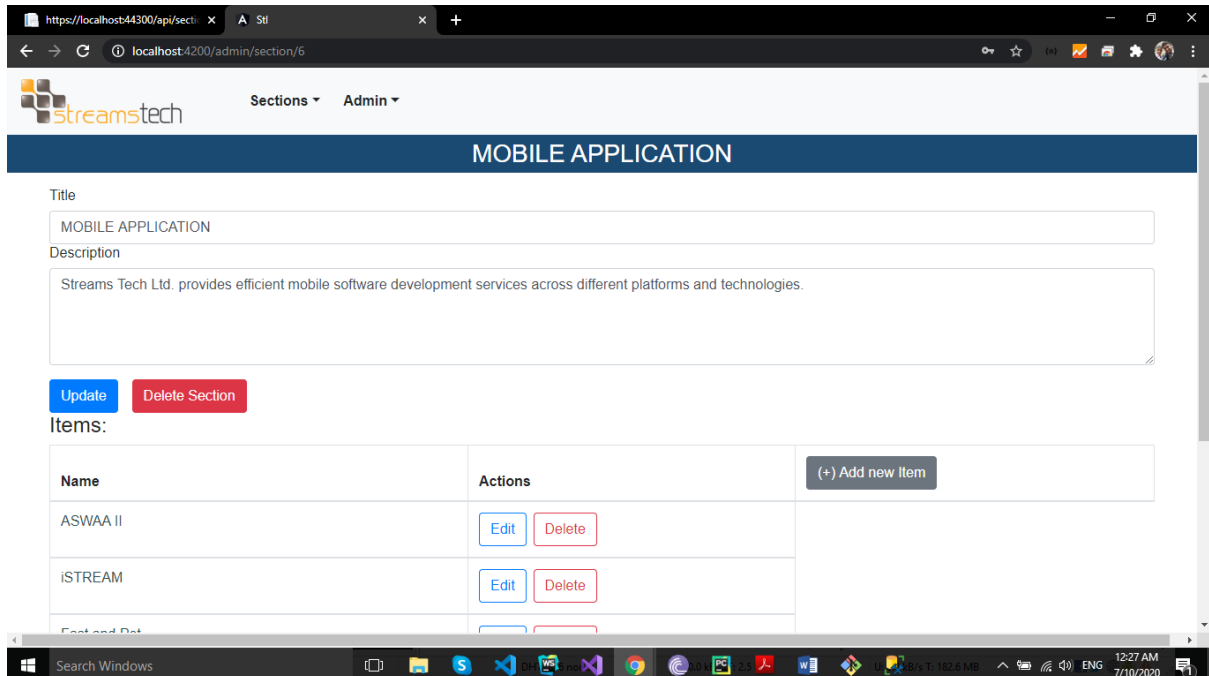 https://localhost:44300/api/secti
Stl
localhost:4200/admin/section/6
streamstech
Sections
Admin
MOBILE APPLICATION
Title
MOBILE APPLICATION
Description
Streams Tech Ltd. provides efficient mobile software development services across different platforms and technologies.
Update Delete Section
Items:
Name Actions (+) Add new Item
ASWAA II Edit Delete
iSTREAM Edit Delete
Search Windows
T: 182.6 MB
ENG
12:27 AM
7/10/2020